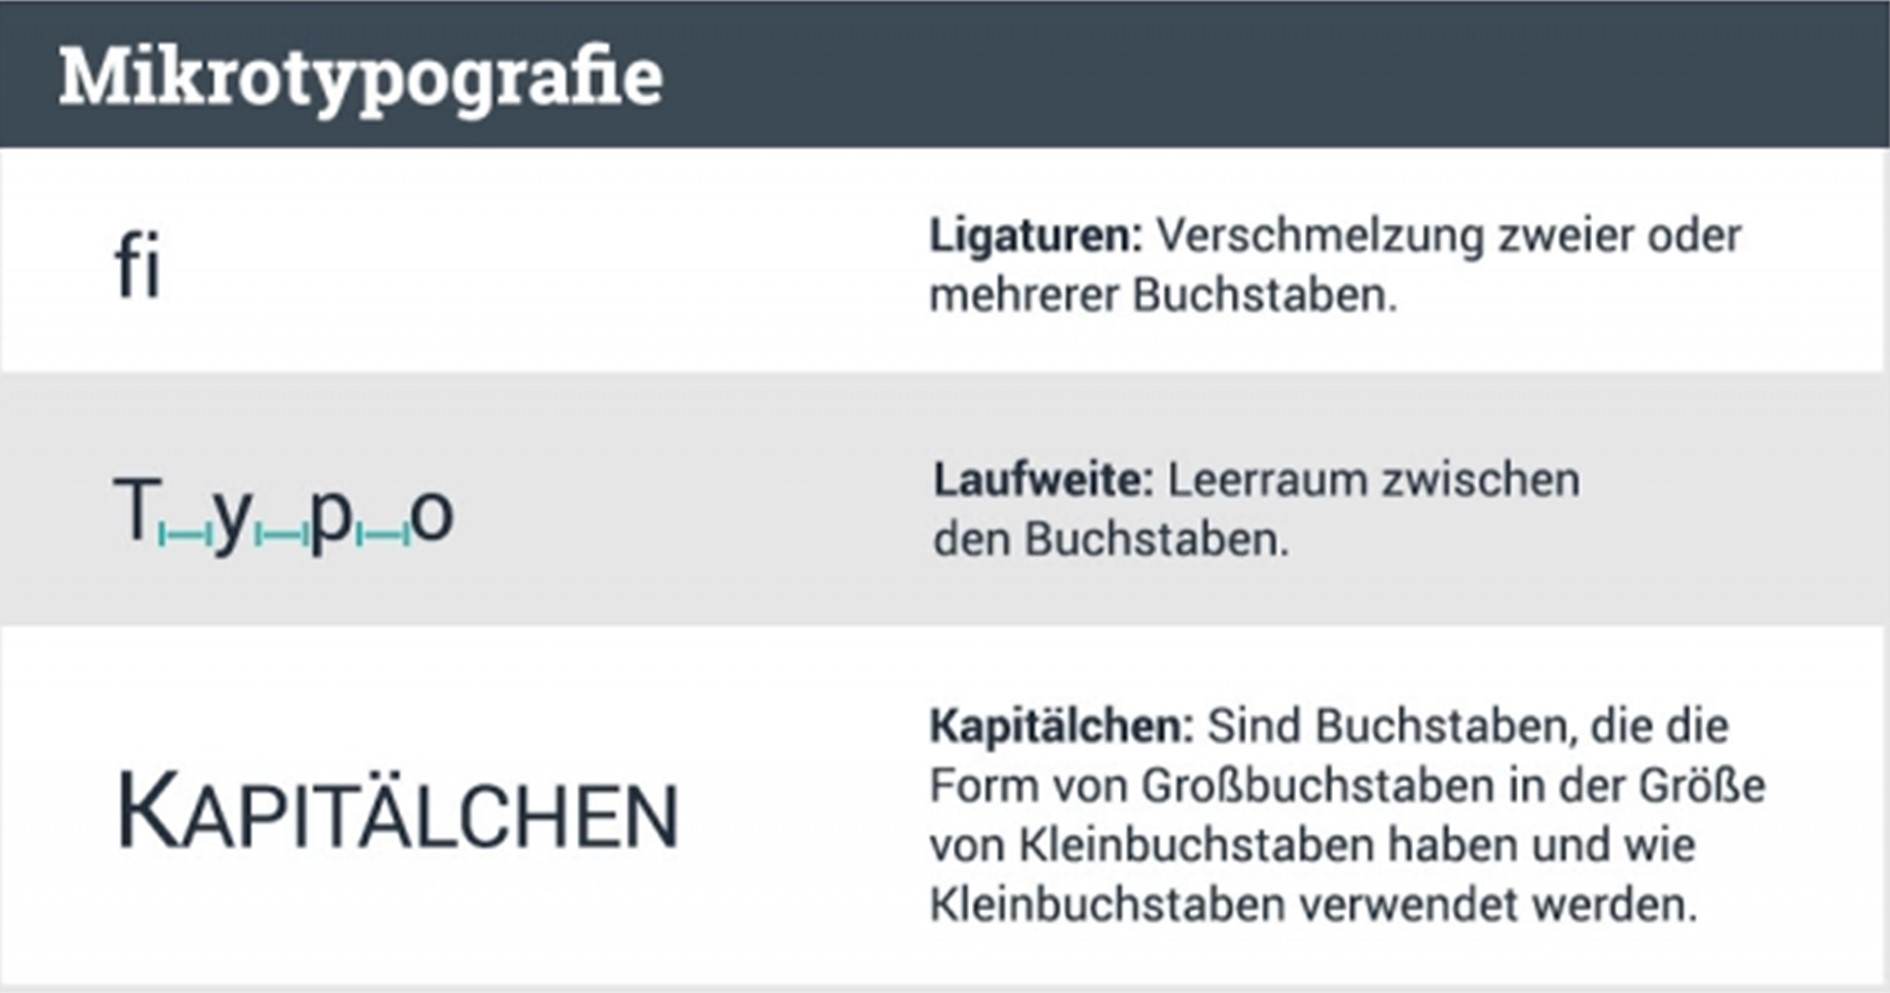 Mikrotypografie
fi
Ligaturen: Verschmelzung zweier oder
mehrerer Buchstaben.
Typo
Laufweite: Leerraum zwischen
den Buchstaben.
KAPITÄLCHEN
Kapitälchen: Sind Buchstaben, die die
Form von Großbuchstaben in der Größe
von Kleinbuchstaben haben und wie
Kleinbuchstaben verwendet werden.